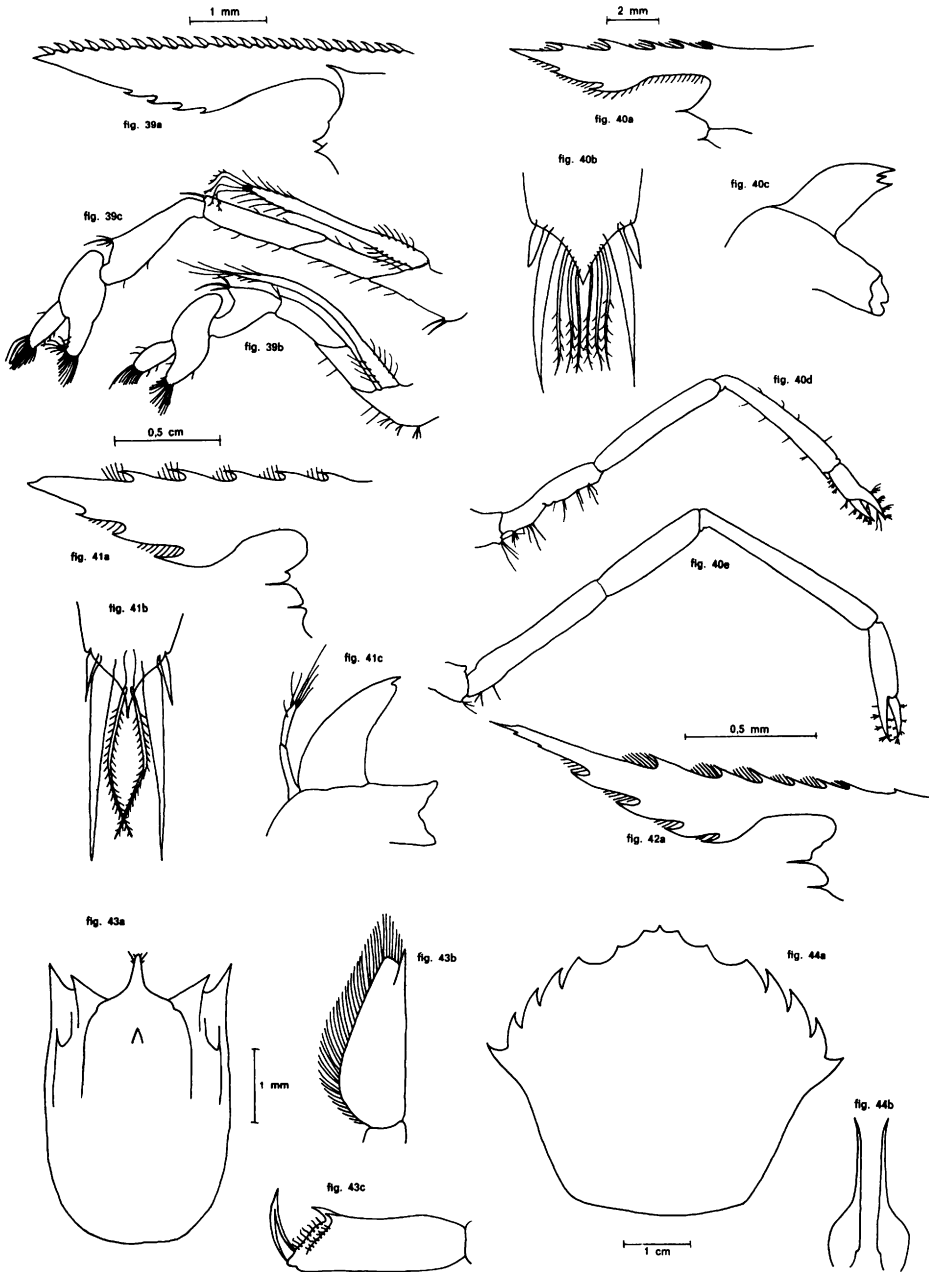 1 mm
2 mm
fig. 39a
fig. 40a
fig. 40b
fig. 40c
fig. 39c
fig. 39b
fig. 40d
0,5 cm
fig. 41a
fig. 40e
fig. 41b
fig. 41c
0,5 mm
fig. 42a
fig. 43a
fig. 43b
fig. 44a
1 mm
fig. 44b
fig. 43c
1 cm